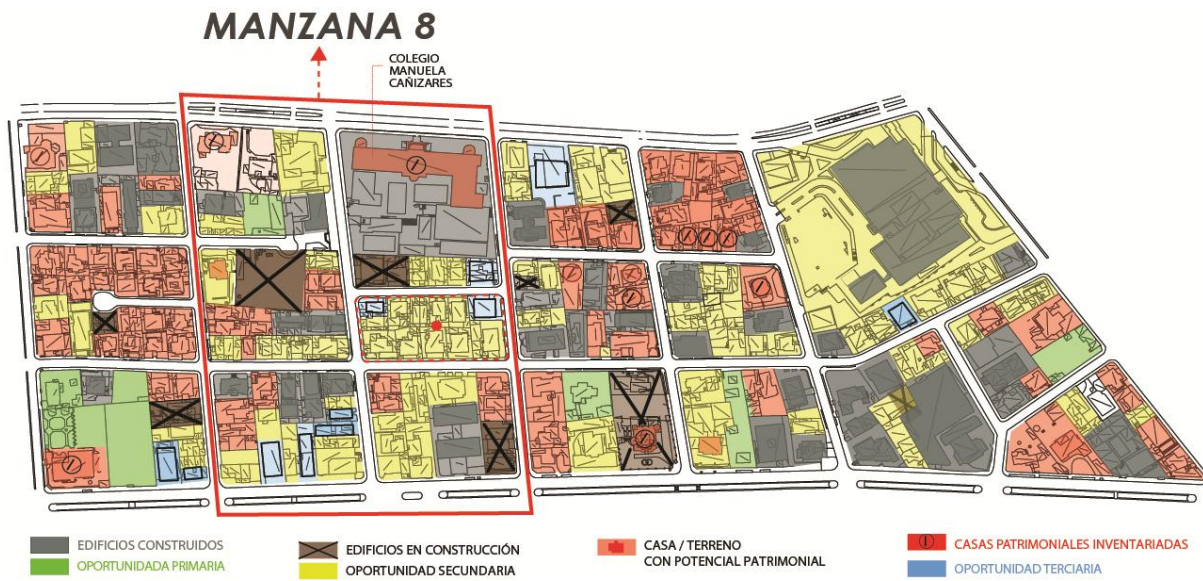 MANZANA 8
COLEGIO
MANUELA
CAÑIZARES
EDIFICIOS CONSTRUIDOS
OPORTUNIDADA PRIMARIA
EDIFICIOS EN CONSTRUCCIÓN
OPORTUNIDAD SECUNDARIA
CASA / TERRENO
CON POTENCIAL PATRIMONIAL
CASAS PATRIMONIALES INVENTARIADAS
OPORTUNIDAD TERCIARIA